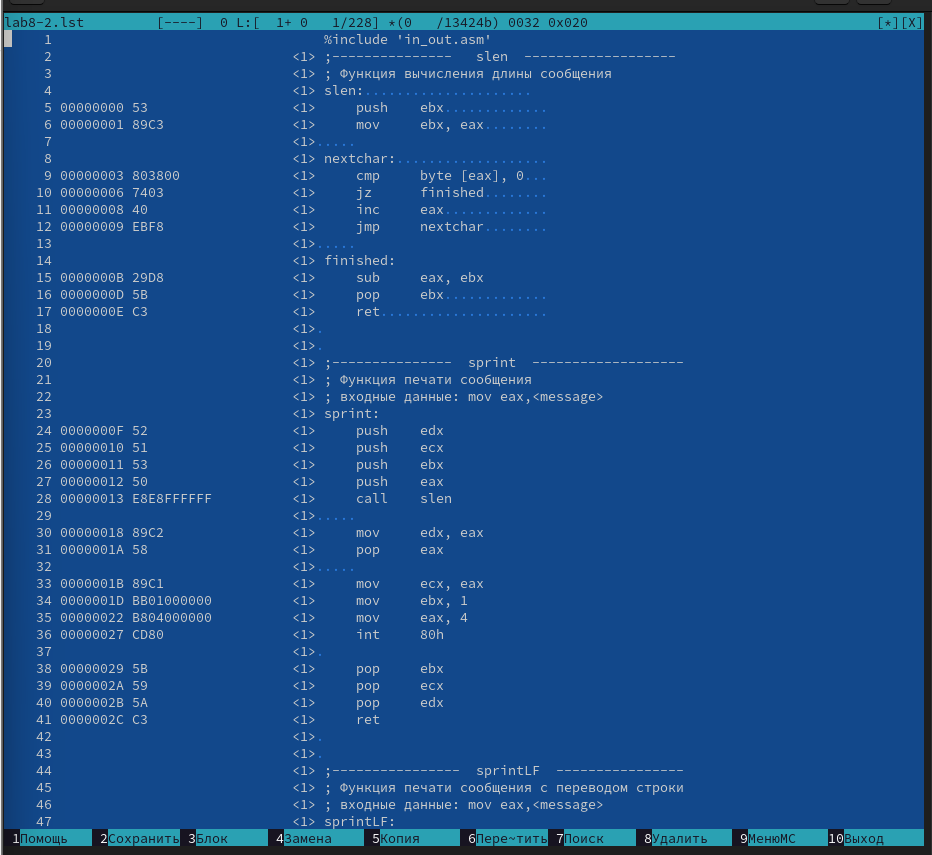 lab8-2.lst [----] 0 L:[ 1+ 0 1/228] *(0 /13424b) 0032 0x020 [*][X]
1 %include 'in_out.asm'
2 <1> ;--------------- slen -------------------
3 <1> ; Функция вычисления длины сообщения
4 <1> slen:.....................
5 00000000 53 <1> push ebx.............
6 00000001 89C3 <1> mov ebx, eax........
7 <1>.....
8 <1> nextchar:...................
9 00000003 803800 <1> cmp byte [eax], 0...
10 00000006 7403 <1> jz finished........
11 00000008 40 <1> inc eax.............
12 00000009 EBF8 <1> jmp nextchar........
13 <1>.....
14 <1> finished:
15 0000000B 29D8 <1> sub eax, ebx
16 0000000D 5B <1> pop ebx.............
17 0000000E C3 <1> ret.....................
18 <1>.
19 <1>.
20 <1> ;--------------- sprint -------------------
21 <1> ; Функция печати сообщения
22 <1> ; входные данные: mov eax,<message>
23 <1> sprint:
24 0000000F 52 <1> push edx
25 00000010 51 <1> push ecx
26 00000011 53 <1> push ebx
27 00000012 50 <1> push eax
28 00000013 E8E8FFFFFF <1> call slen
29 <1>.....
30 00000018 89C2 <1> mov edx, eax
31 0000001A 58 <1> pop eax
32 <1>.....
33 0000001B 89C1 <1> mov ecx, eax
34 0000001D BB01000000 <1> mov ebx, 1
35 00000022 B804000000 <1> mov eax, 4
36 00000027 CD80 <1> int 80h
37 <1>.
38 00000029 5B <1> pop ebx
39 0000002A 59 <1> pop ecx
40 0000002B 5A <1> pop edx
41 0000002C C3 <1> ret
42 <1>.
43 <1>.
44 <1> ;---------------- sprintLF ----------------
45 <1> ; Функция печати сообщения с переводом строки
46 <1> ; входные данные: mov eax,<message>
47 <1> sprintLF:
1Помощь 2Сохранить 3Блок 4Замена 5Копия 6Пере~тить 7Поиск 8Удалить 9МенюMC 10Выход